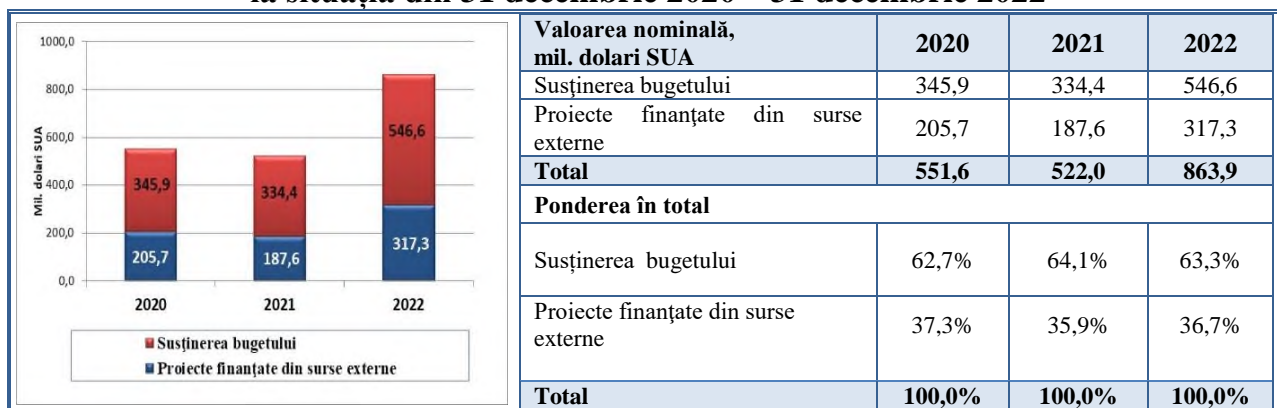 la situația din 31 decembrie 2020 – 31 decembrie 2022
1000,0
800,0
600,0
400,0
200,0
0,0
Mil. dolari SUA
345,9
205,7
334,4
187,6
546,6
317,3
2020 2021 2022
Susținerea bugetului
Proiecte finanțate din surse externe
Valoarea nominală,
mil. dolari SUA 2020 2021 2022
Susţinerea bugetului 345,9 334,4 546,6
Proiecte finanţate din surse
externe 205,7 187,6 317,3
Total 551,6 522,0 863,9
Ponderea în total
Susținerea bugetului 62,7% 64,1% 63,3%
Proiecte finanţate din surse
externe 37,3% 35,9% 36,7%
Total 100,0% 100,0% 100,0%